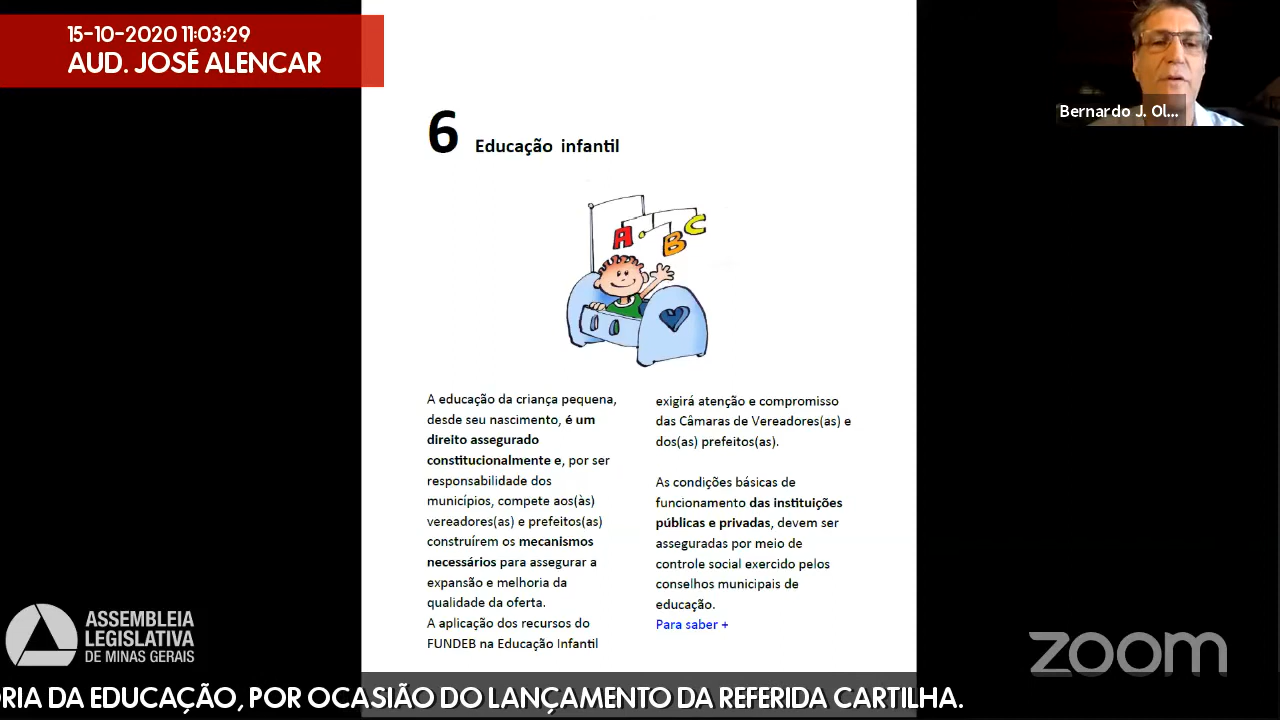 15-10-2020 11:03:29
AUD. JOSÉ ALENCAR
Bernardo J. Ol...
6 Educação infantil
A B C
A educação da criança pequena,
desde seu nascimento, é um
direito assegurado
constitucionalmente e, por ser
responsabilidade dos
municípios, compete aos(às)
vereadores(as) e prefeitos(as)
construírem os mecanismos
necessários para assegurar a
expansão e melhoria da
qualidade da oferta.
A aplicação dos recursos do
FUNDEB na Educação Infantil
exigirá atenção e compromisso
das Câmaras de Vereadores(as) e
dos(as) prefeitos(as).
As condições básicas de
funcionamento das instituições
públicas e privadas, devem ser
asseguradas por meio de
controle social exercido pelos
conselhos municipais de
educação.
Para saber +
ASSEMBLEIA
LEGISLATIVA
DE MINAS GERAIS
zoom
ORIA DA EDUCAÇÃO, POR OCASIÃO DO LANÇAMENTO DA REFERIDA CARTILHA.